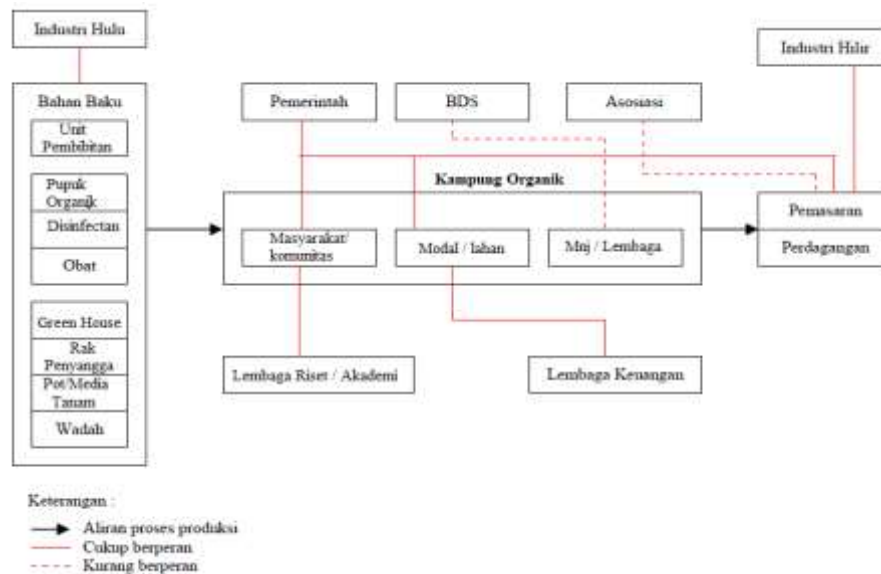 Industri Hulu
Industri Hilir
Bahan Baku
Pemerintah
BDS
Asosiasi
Unit
Pembibitan
Kampung Organik
Pupuk
Organik
Disinfectan
Obat
Masyarakat/
komunitas
Modal / lahan
Mnj / Lembaga
Pemasaran
Perdagangan
Green House
Rak
Penyangga
Pot/Media
Tanam
Wadah
Lembaga Riset / Akademi
Lembaga Keuangan
Keterangan :
Aliran proses produksi
Cukup berperan
Kurang berperan